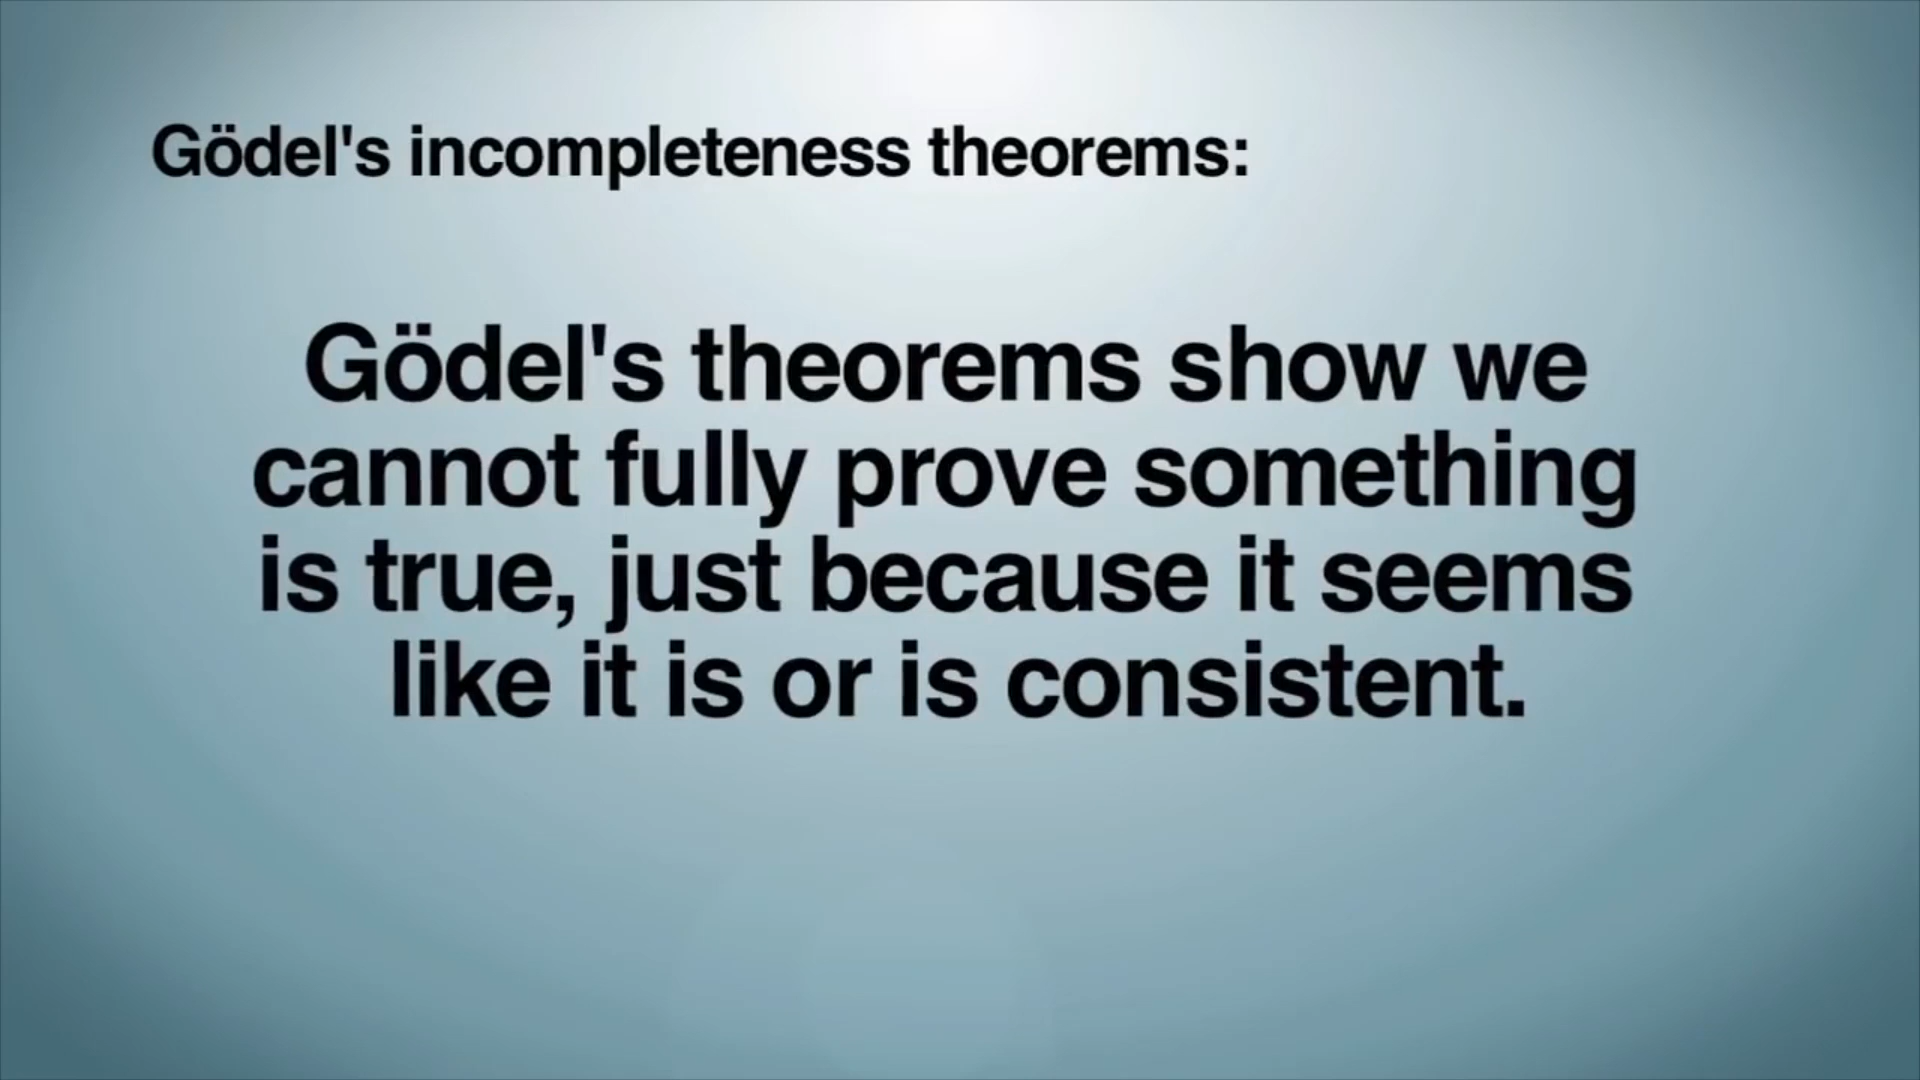 Gödel's incompleteness theorems:
Gödel's theorems show we
cannot fully prove something
is true, just because it seems
like it is or is consistent.